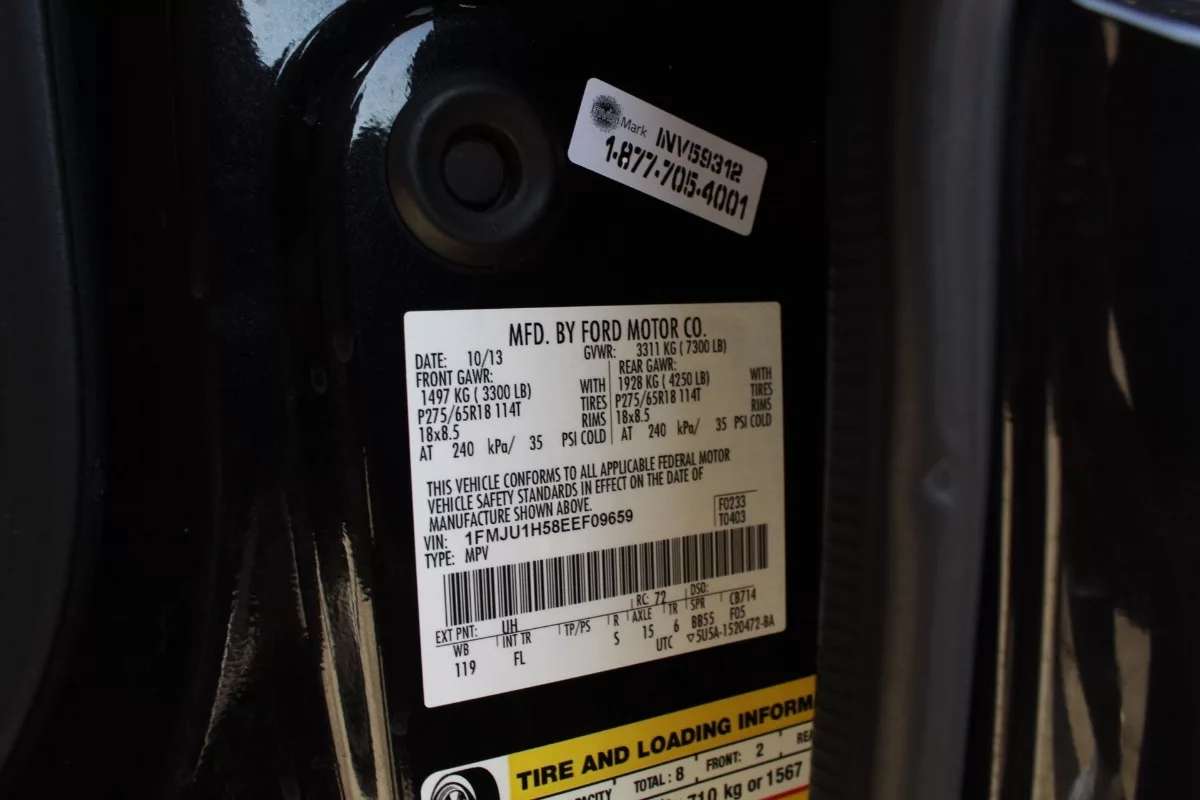 Mark INV59312
1-877-705-4001
MFD. BY FORD MOTOR CO.
DATE: 10/13 GVWR: 3311 KG ( 7300 LB)
FRONT GAWR: REAR GAWR:
1497 KG ( 3300 LB) WITH 1928 KG ( 4250 LB) WITH
P275/65R18 114T TIRES P275/65R18 114T TIRES
18x8.5 RIMS 18x8.5 RIMS
AT 240 kPa/ 35 PSI COLD AT 240 kPa/ 35 PSI COLD
THIS VEHICLE CONFORMS TO ALL APPLICABLE FEDERAL MOTOR
VEHICLE SAFETY STANDARDS IN EFFECT ON THE DATE OF
MANUFACTURE SHOWN ABOVE.
F0233
VIN: 1FMJU1H58EEF09659 T0403
TYPE: MPV
EXT PNT: UH RC: 72 DSO:
WB INT TR TP/PS R AXLE TR SPR CB714
119 FL S 15 6 BB55 F05
UTC ▽5U5A-1520472-BA
TIRE AND LOADING INFORM
TOTAL : 8 FRONT: 2
710 kg or 1567